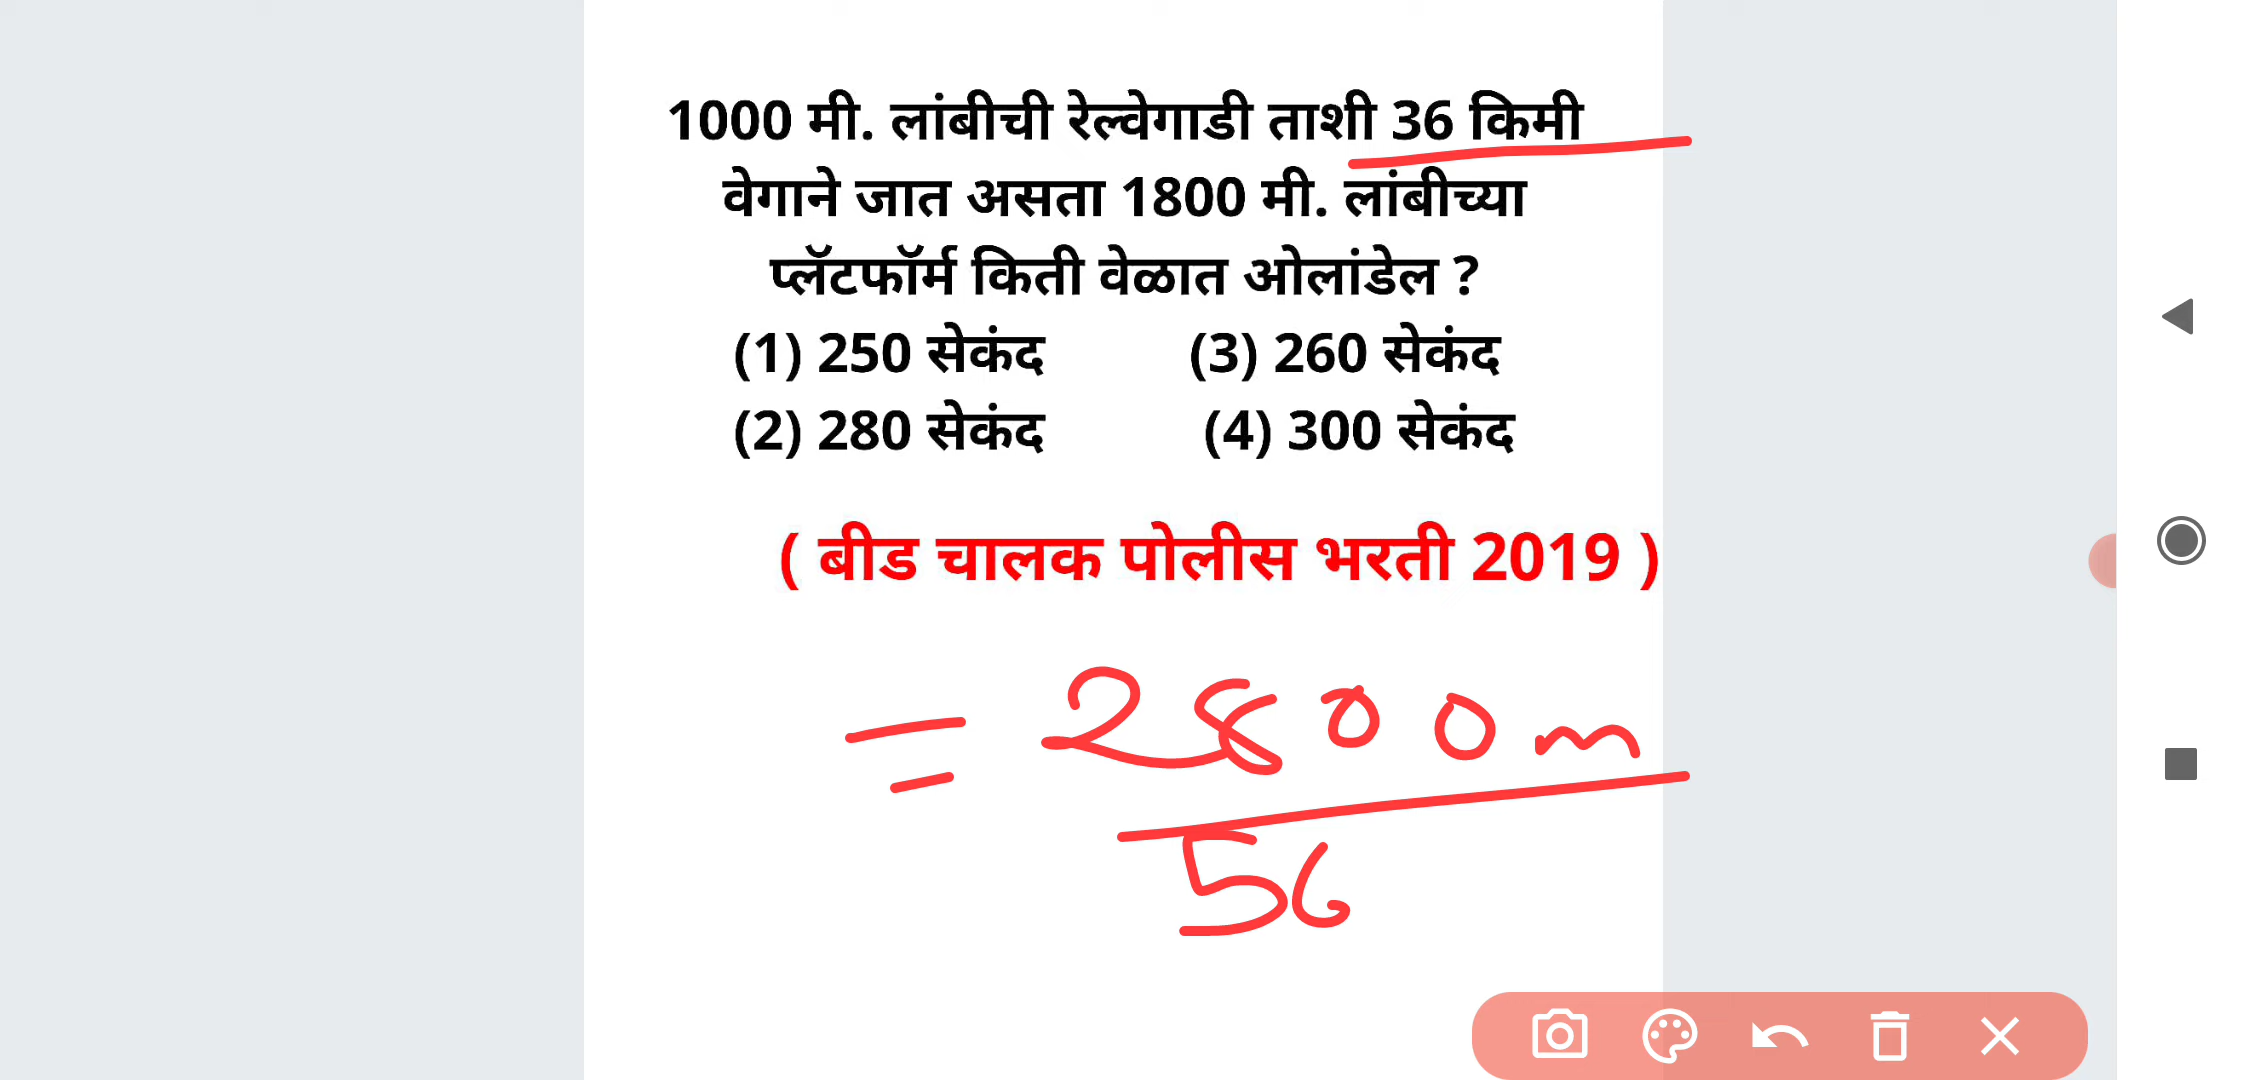 1000 मी. लांबीची रेल्वेगाडी ताशी 36 किमी
वेगाने जात असता 1800 मी. लांबीच्या
प्लॅटफॉर्म किती वेळात ओलांडेल ?
(1) 250 सेकंद (3) 260 सेकंद
(2) 280 सेकंद (4) 300 सेकंद
( बीड चालक पोलीस भरती 2019 )
= 2800 m
56